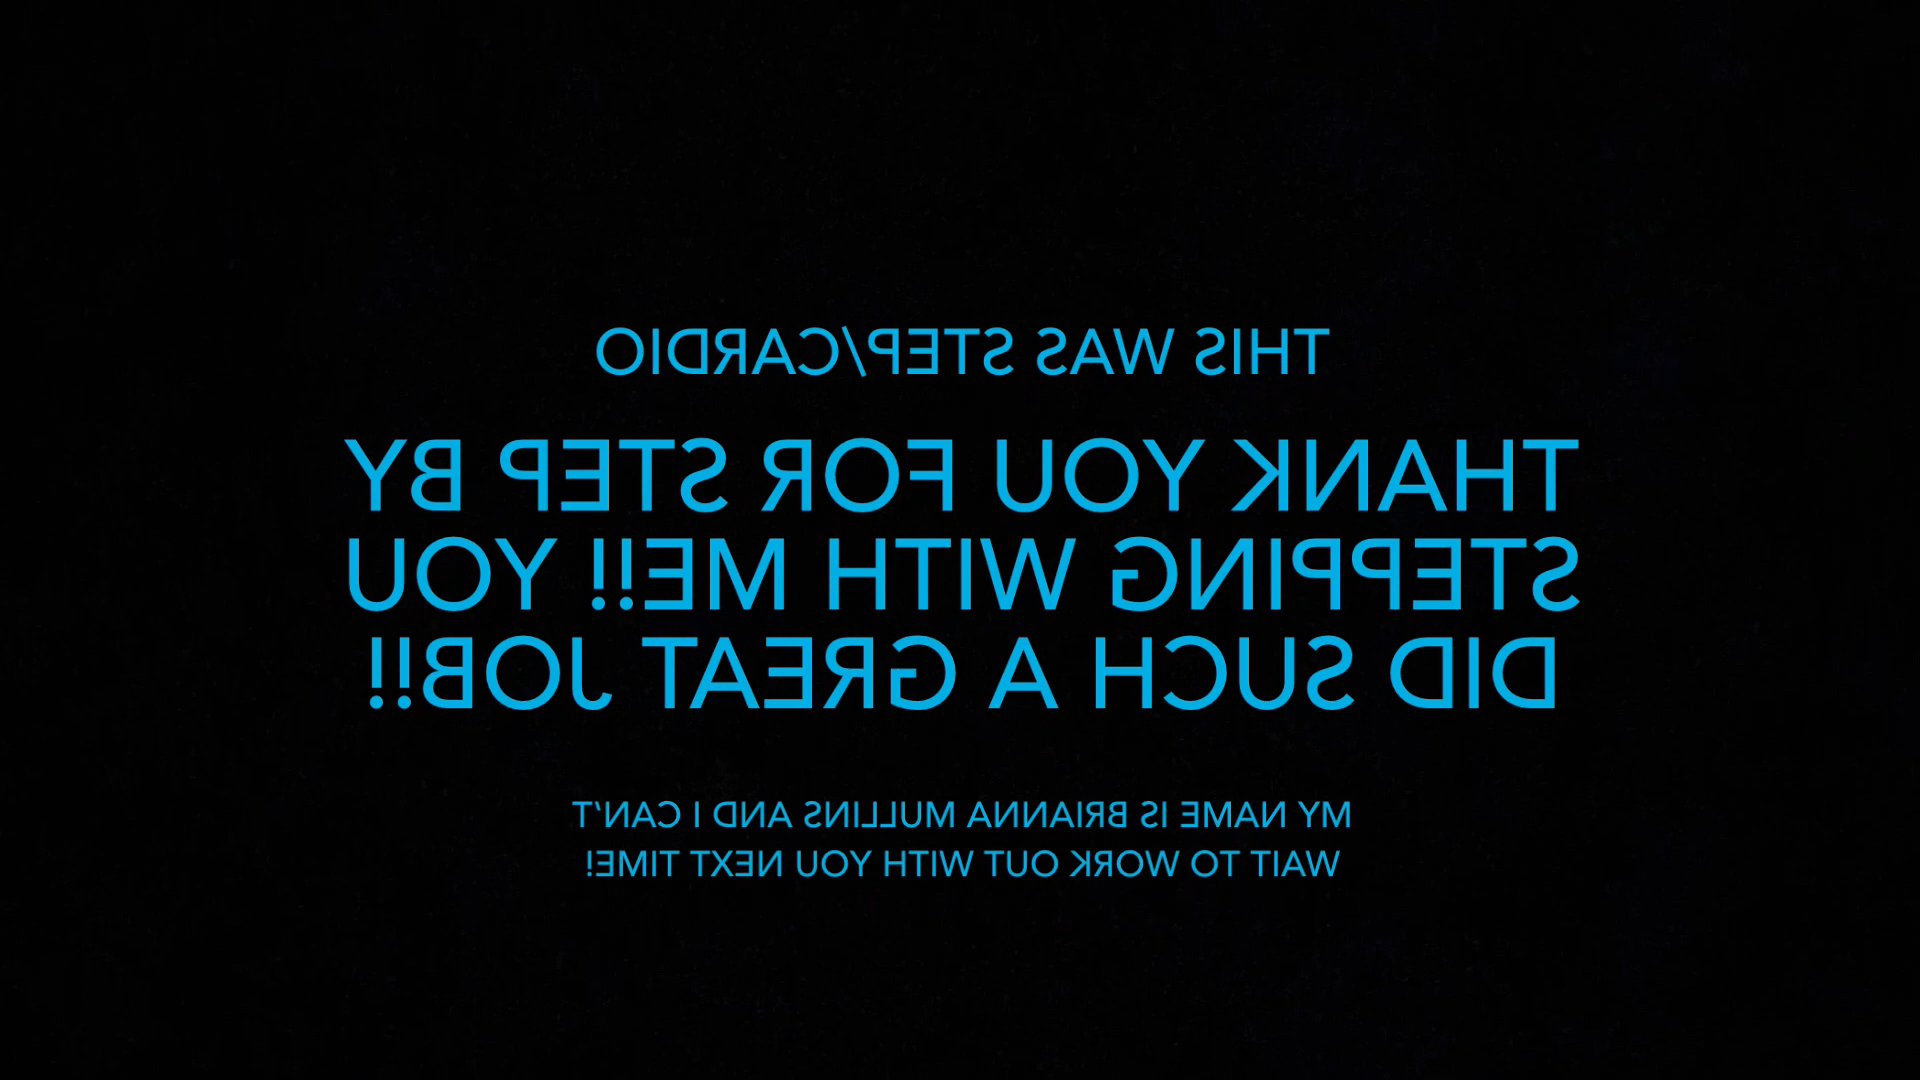 THIS WAS STEP/CARDIO
THANK YOU FOR STEP BY
STEPPING WITH ME!! YOU
DID SUCH A GREAT JOB!!
MY NAME IS BRIANNA MULLINS AND I CAN'T
WAIT TO WORK OUT WITH YOU NEXT TIME!